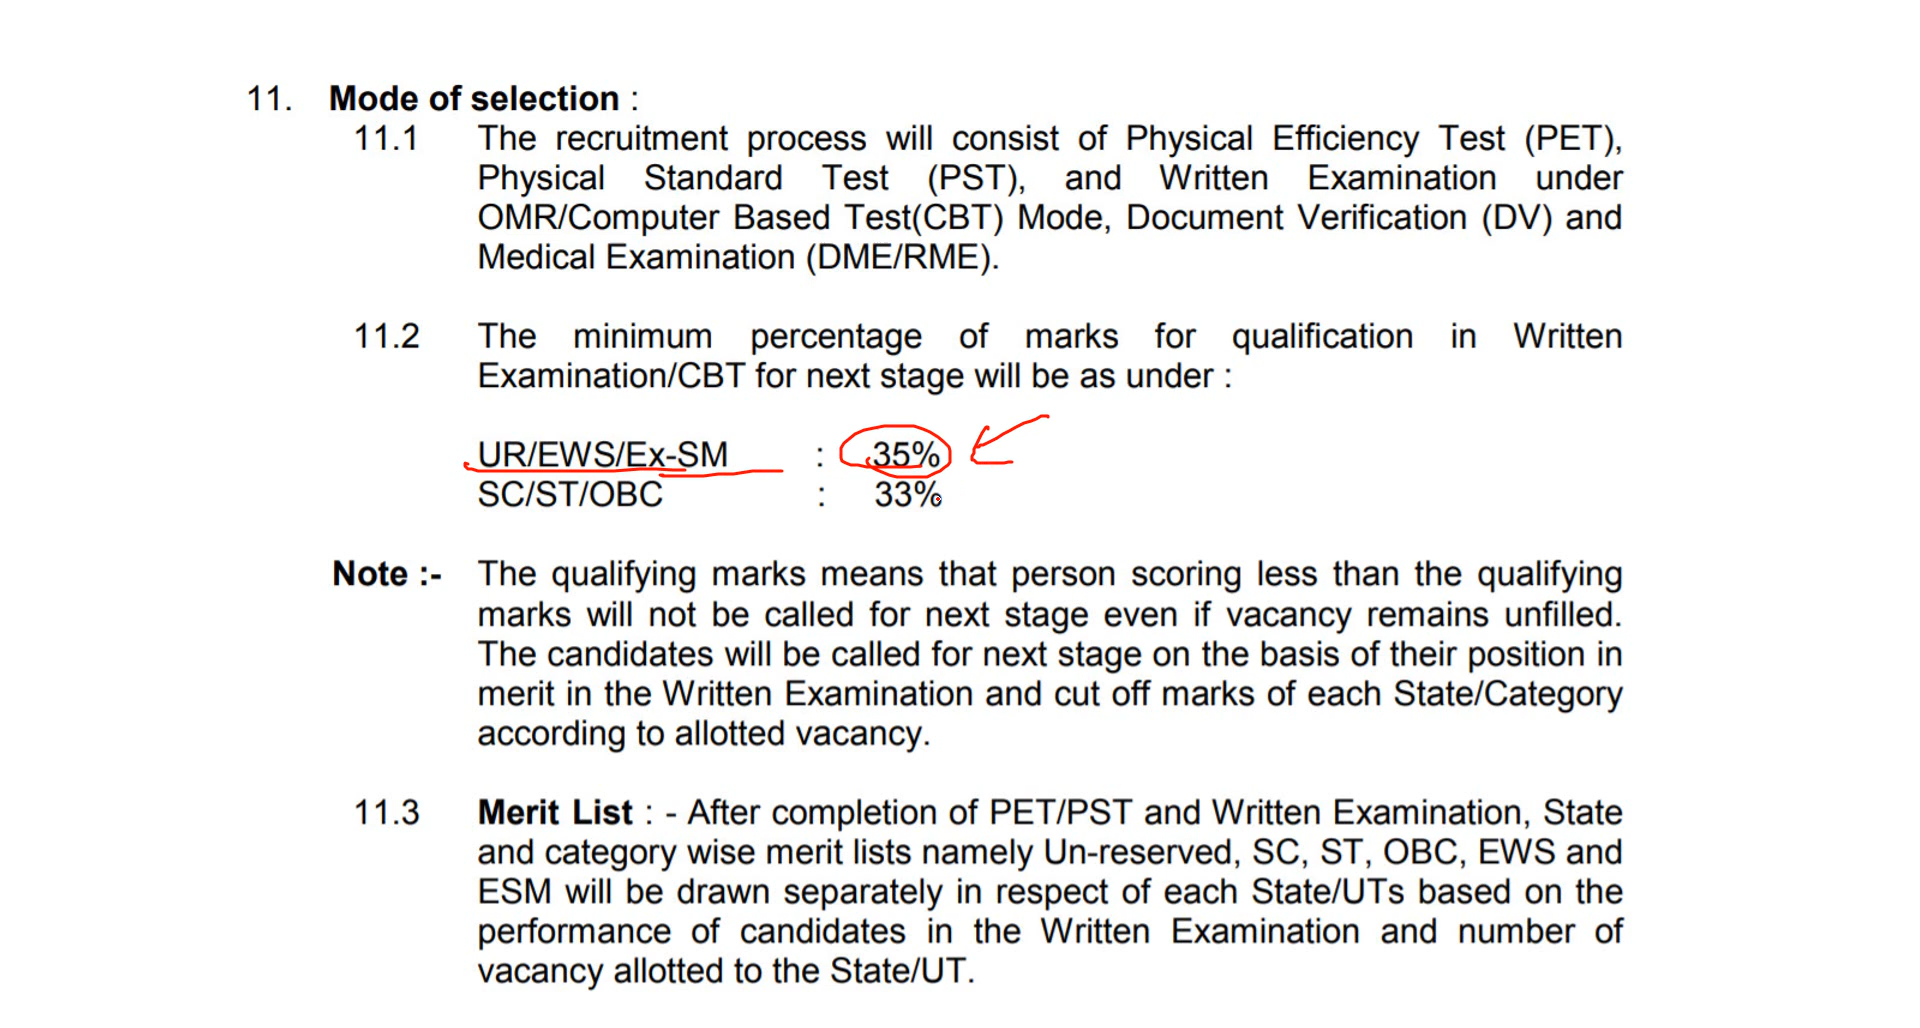 11. Mode of selection :
11.1 The recruitment process will consist of Physical Efficiency Test (PET),
Physical Standard Test (PST), and Written Examination under
OMR/Computer Based Test(CBT) Mode, Document Verification (DV) and
Medical Examination (DME/RME).
11.2 The minimum percentage of marks for qualification in Written
Examination/CBT for next stage will be as under :
UR/EWS/Ex-SM : 35%
SC/ST/OBC : 33%
Note :- The qualifying marks means that person scoring less than the qualifying
marks will not be called for next stage even if vacancy remains unfilled.
The candidates will be called for next stage on the basis of their position in
merit in the Written Examination and cut off marks of each State/Category
according to allotted vacancy.
11.3 Merit List : - After completion of PET/PST and Written Examination, State
and category wise merit lists namely Un-reserved, SC, ST, OBC, EWS and
ESM will be drawn separately in respect of each State/UTs based on the
performance of candidates in the Written Examination and number of
vacancy allotted to the State/UT.